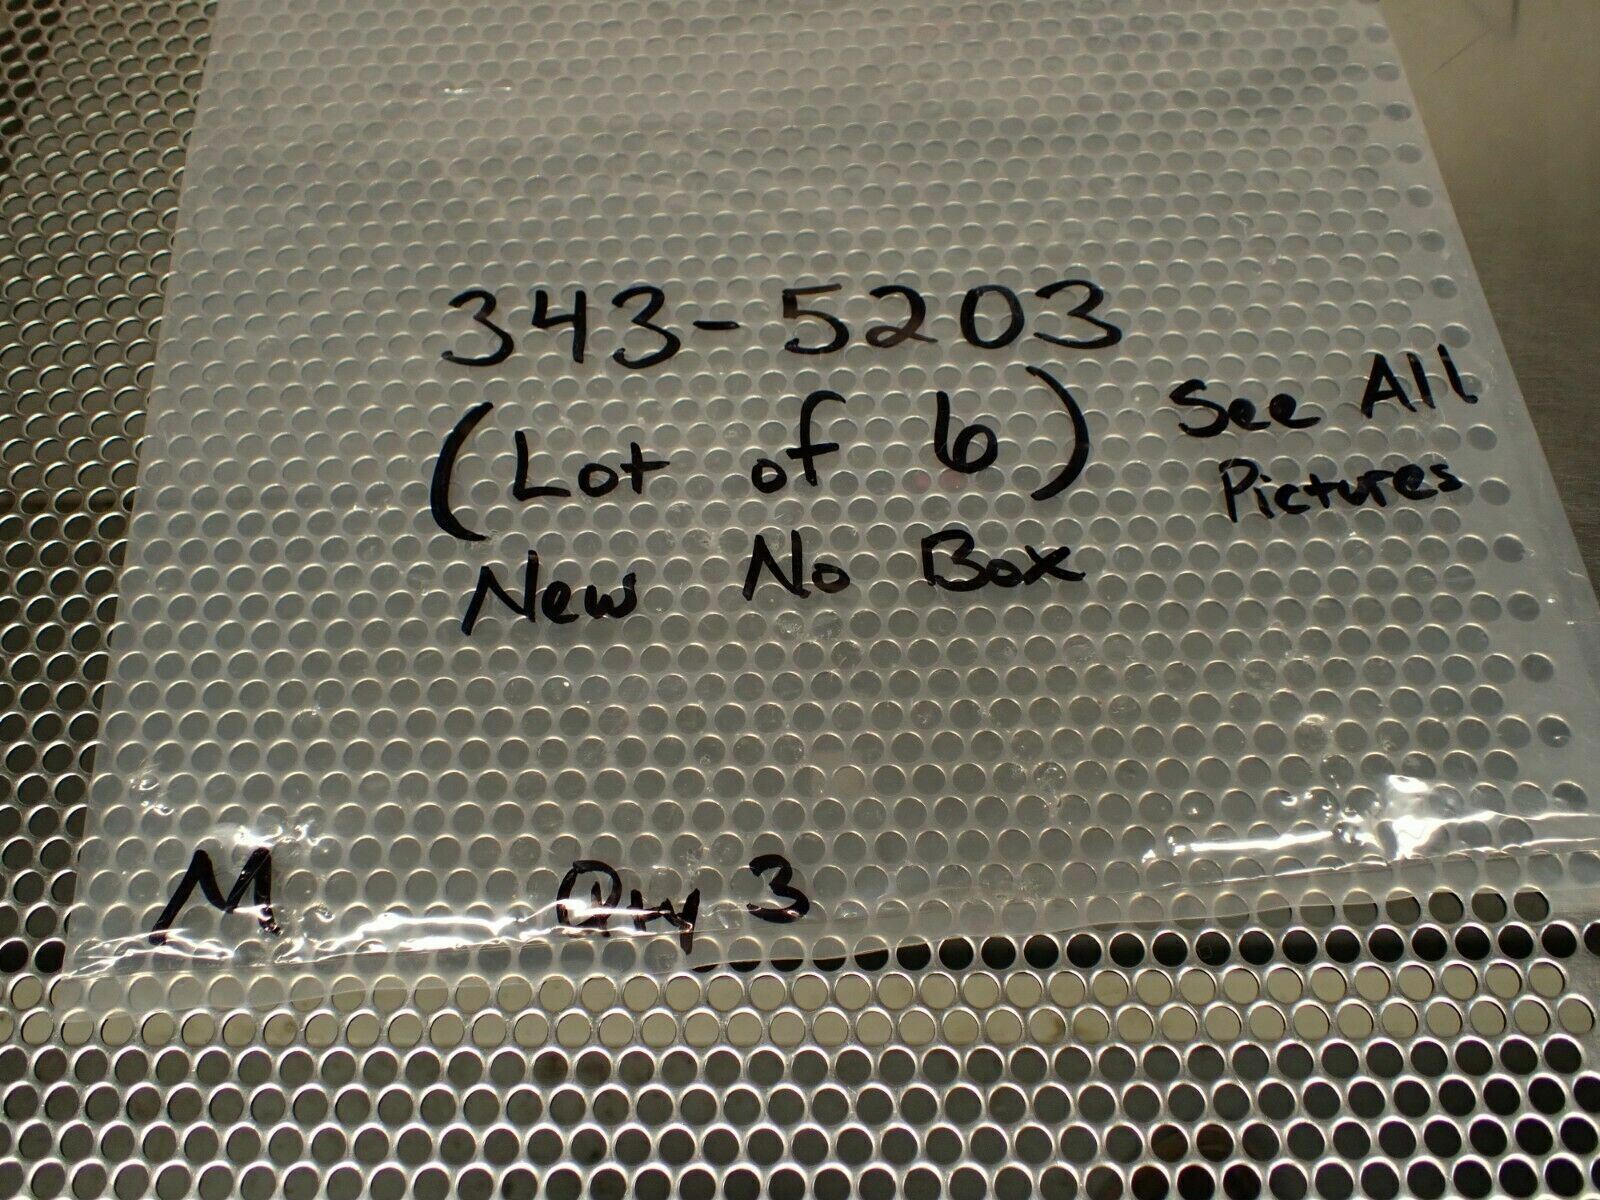 343-5203
(Lot of 6)
New No Box
See All
Pictures
M
Qty 3